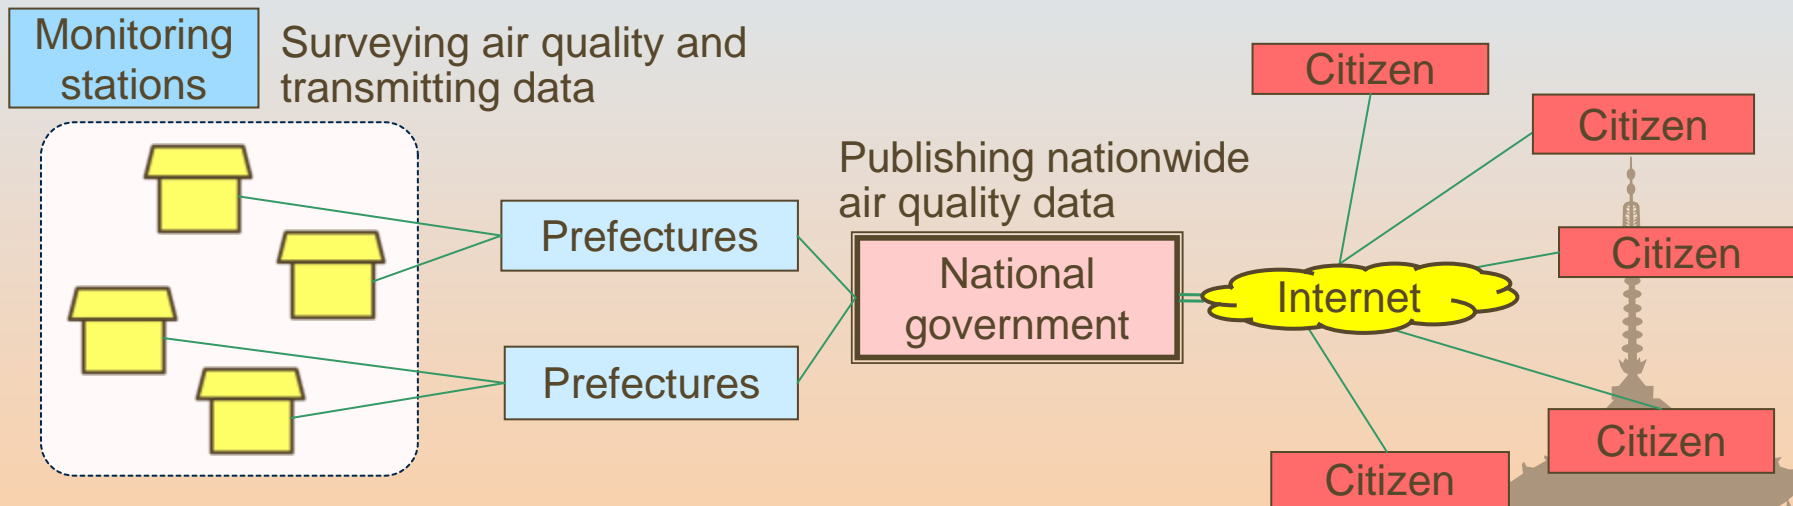 Monitoring
stations
Surveying air quality and
transmitting data
Prefectures
Prefectures
Publishing nationwide
air quality data
National
government
Internet
Citizen
Citizen
Citizen
Citizen
Citizen